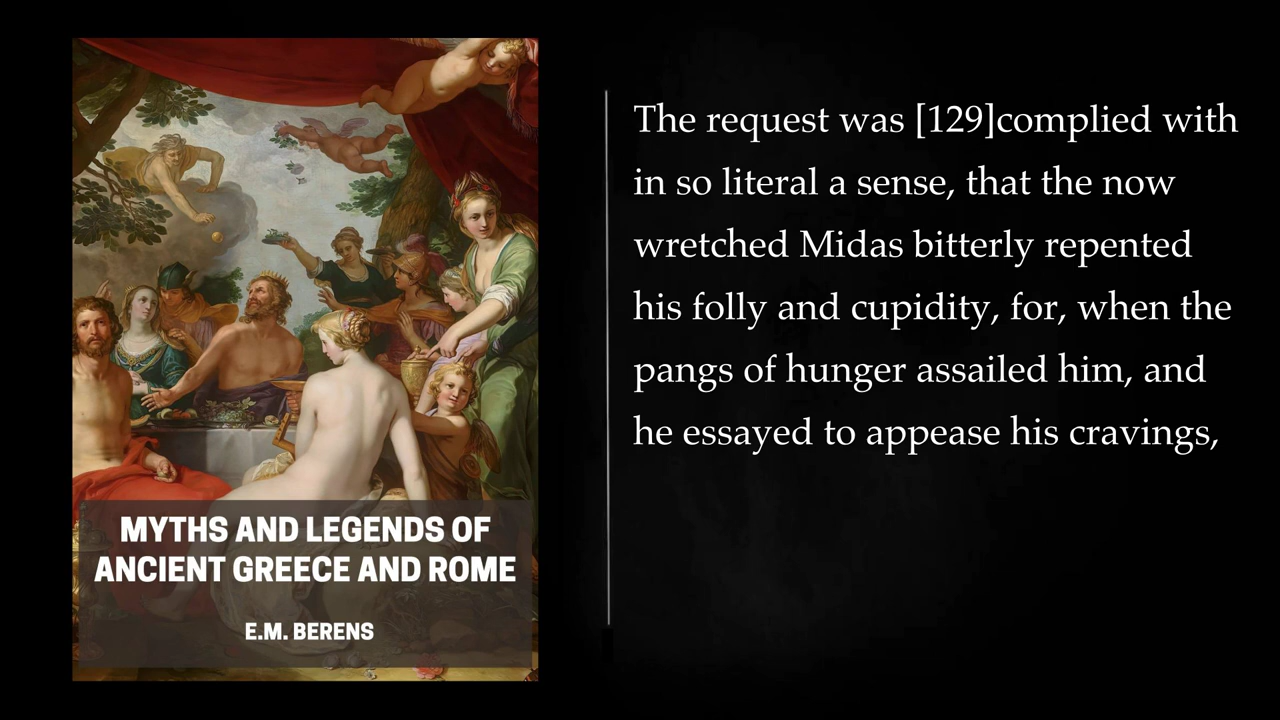 MYTHS AND LEGENDS OF
ANCIENT GREECE AND ROME
E.M. BERENS
The request was [129]complied with
in so literal a sense, that the now
wretched Midas bitterly repented
his folly and cupidity, for, when the
pangs of hunger assailed him, and
he essayed to appease his cravings,